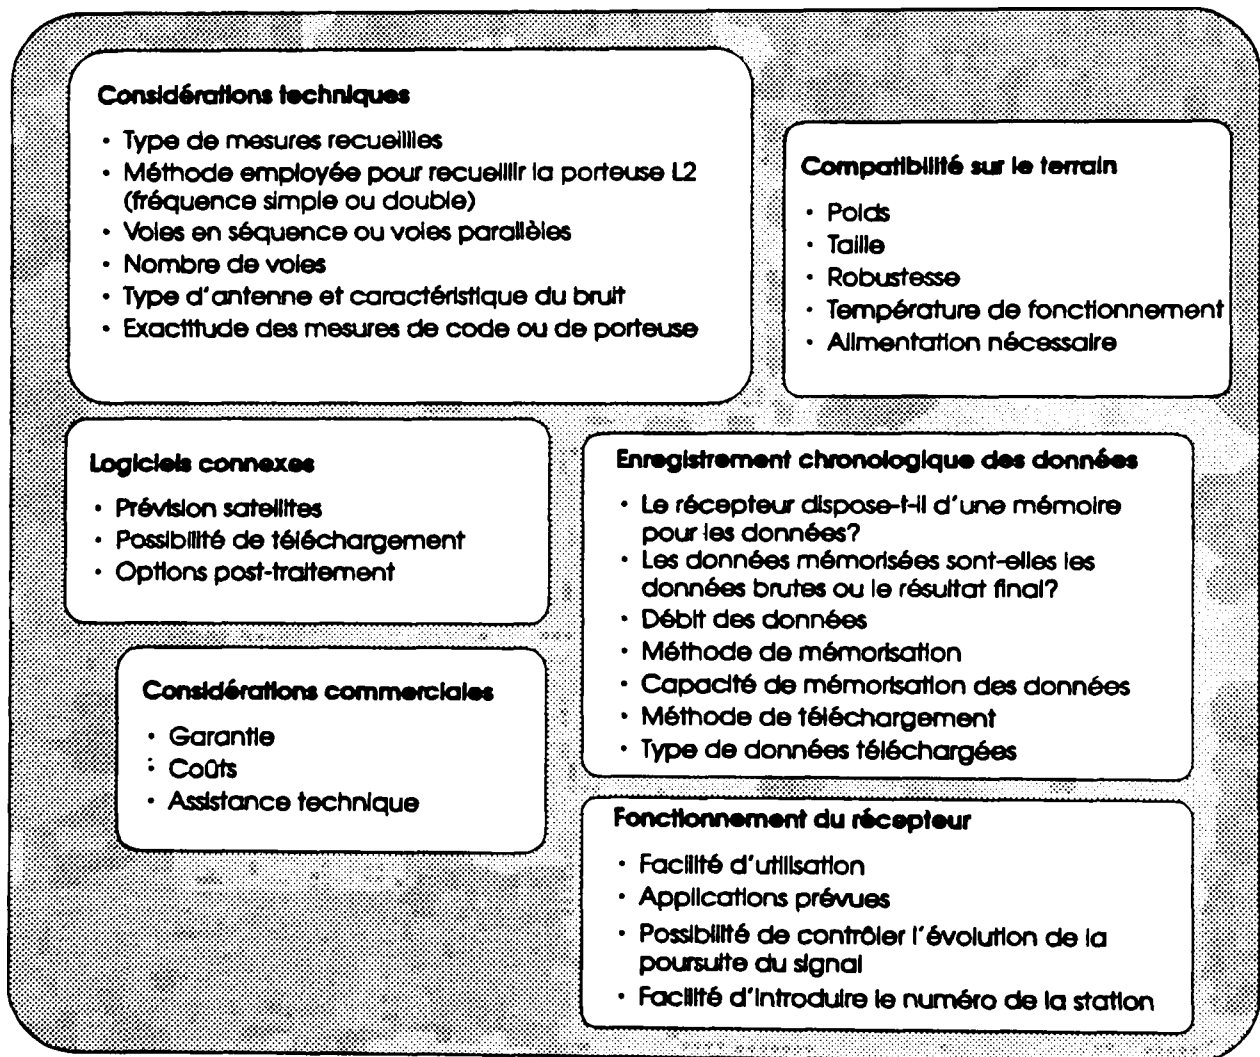 Considérations techniques
• Type de mesures recueillies
• Méthode employée pour recueillir la porteuse L2
(fréquence simple ou double)
• Voies en séquence ou voies parallèles
• Nombre de voies
• Type d'antenne et caractéristique du bruit
• Exactitude des mesures de code ou de porteuse
Compatibilité sur le terrain
• Poids
• Taille
• Robustesse
• Température de fonctionnement
• Alimentation nécessaire
Logiciels connexes
• Prévision satellites
• Possibilité de téléchargement
• Options post-traitement
Enregistrement chronologique des données
• Le récepteur dispose-t-il d'une mémoire
pour les données?
• Les données mémorisées sont-elles les
données brutes ou le résultat final?
• Débit des données
• Méthode de mémorisation
• Capacité de mémorisation des données
• Méthode de téléchargement
• Type de données téléchargées
Considérations commerciales
• Garantie
• Coûts
• Assistance technique
Fonctionnement du récepteur
• Facilité d'utilisation
• Applications prévues
• Possibilité de contrôler l'évolution de la
poursuite du signal
• Facilité d'introduire le numéro de la station